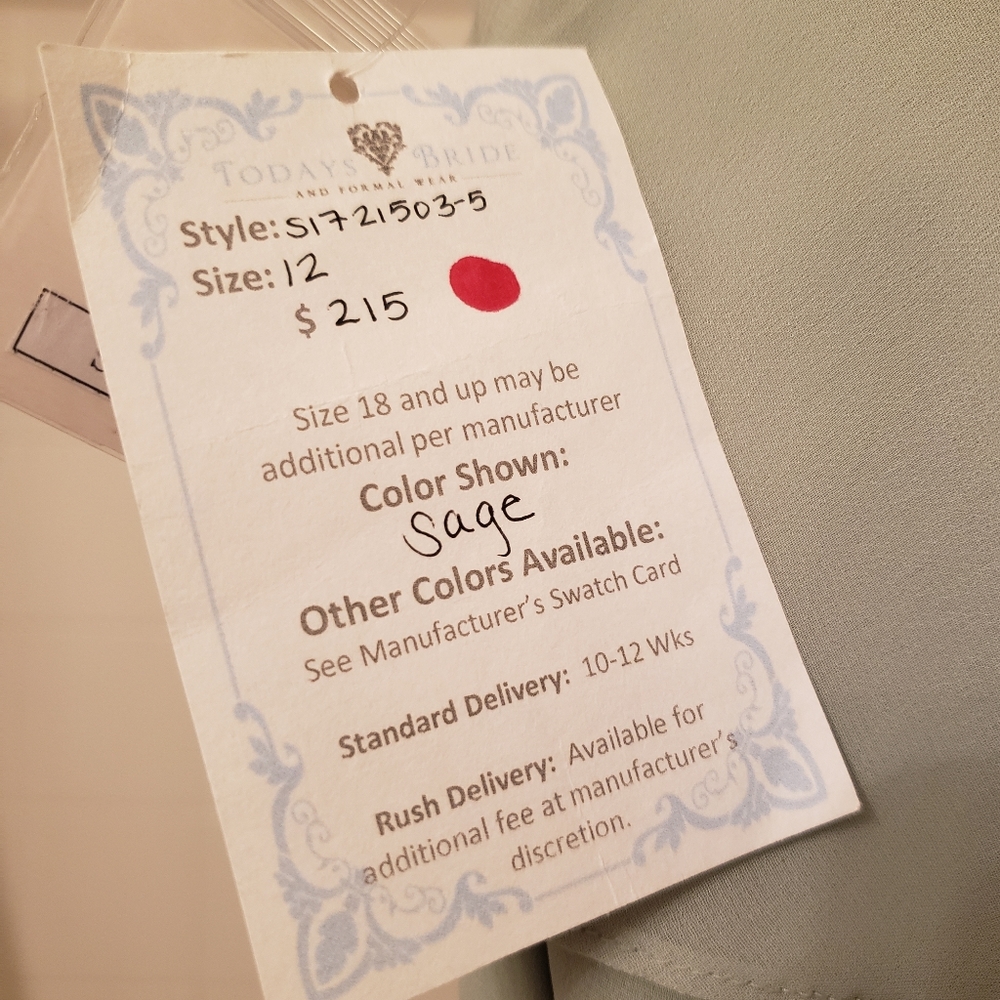 TODAYS BRIDE
AND FORMAL WEAR
Style: S1721503-5
Size: 12
$ 215
Size 18 and up may be
additional per manufacturer
Color Shown:
Sage
Other Colors Available:
See Manufacturer's Swatch Card
Standard Delivery: 10-12 Wks
Rush Delivery: Available for
additional fee at manufacturer's
discretion.